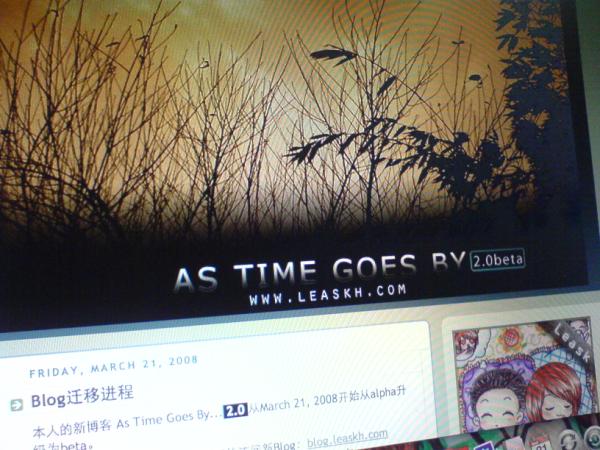 AS TIME GOES BY 2.0beta
WWW.LEASKH.COM
Leask
FRIDAY, MARCH 21, 2008
Blog迁移进程
本人的新博客 As Time Goes By... 2.0 从March 21, 2008开始从alpha升
级为beta。
新Blog: blog.leaskh.com
21